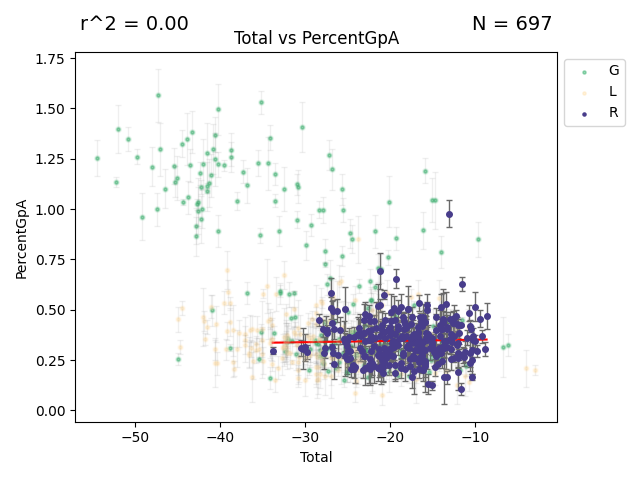 r^2 = 0.00
N = 697
Total vs PercentGpA
1.75
1.50
1.25
1.00
0.75
0.50
0.25
0.00
PercentGpA
−50
−40
−30
−20
−10
Total
G
L
R